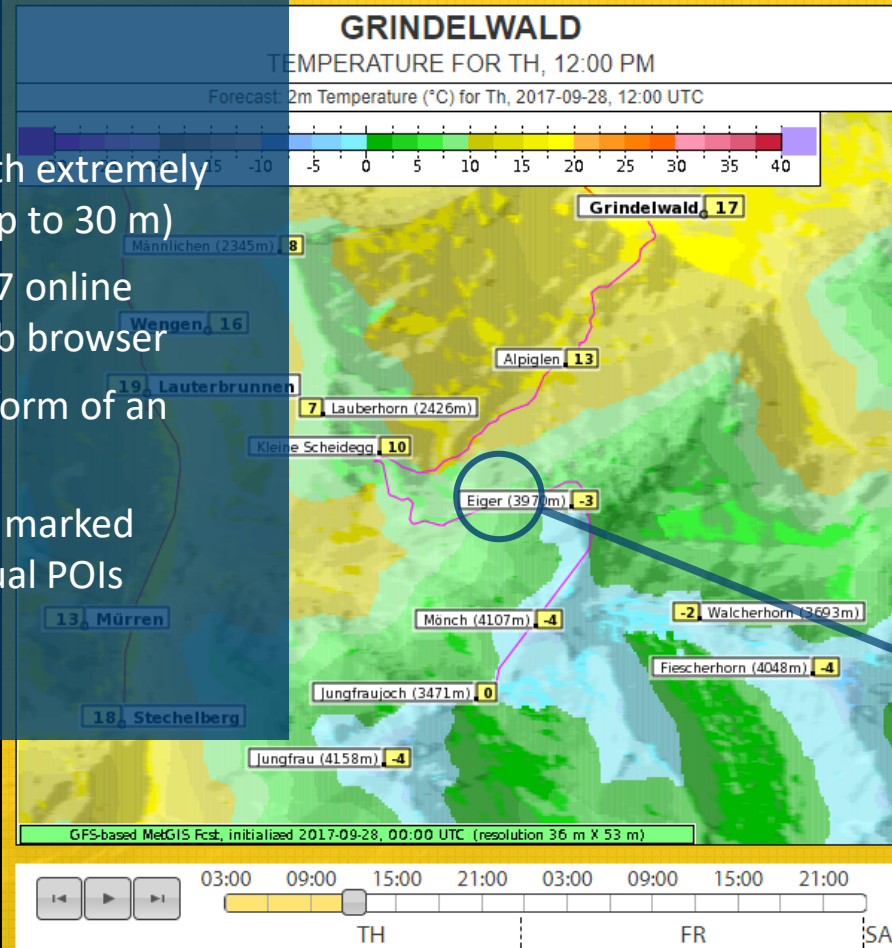 GRINDELWALD
TEMPERATURE FOR TH, 12:00 PM
Forecast: 2m Temperature (°C) for Th, 2017-09-28, 12:00 UTC
-10 -5 0 5 10 15 20 25 30 35 40
th extremely
p to 30 m)
7 online
b browser
orm of an
marked
ual POIs
Grindelwald 17
Männlichen (2345m) 8
Wengen 16
Alpiglen 13
19 Lauterbrunnen
7 Lauberhorn (2426m)
Kleine Scheidegg 10
Eiger (3970m) -3
13 Mürren
Mönch (4107m) -4
-2 Walcherhorn (3693m)
Fiescherhorn (4048m) -4
Jungfraujoch (3471m) 0
18 Stechelberg
Jungfrau (4158m) -4
GFS-based MetGIS Fcst, initialized 2017-09-28, 00:00 UTC (resolution 36 m X 53 m)
03:00 09:00 15:00 21:00 03:00 09:00 15:00 21:00
TH FR SA